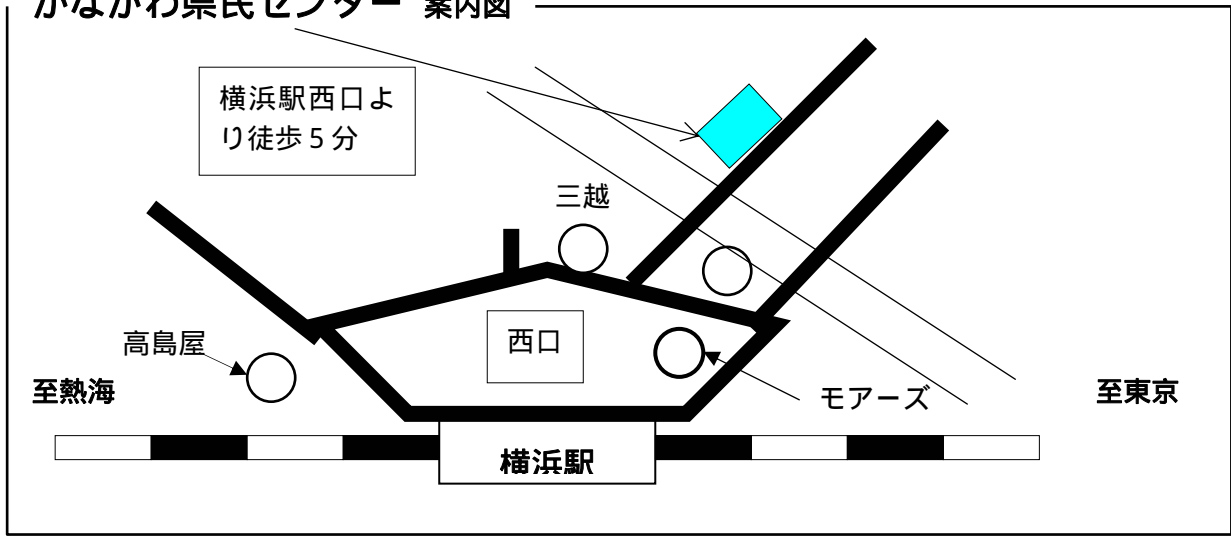 かながわ県民センター 案内図
横浜駅西口よ
り徒歩5分
三越
西口
高島屋
モアーズ
至熱海
至東京
横浜駅